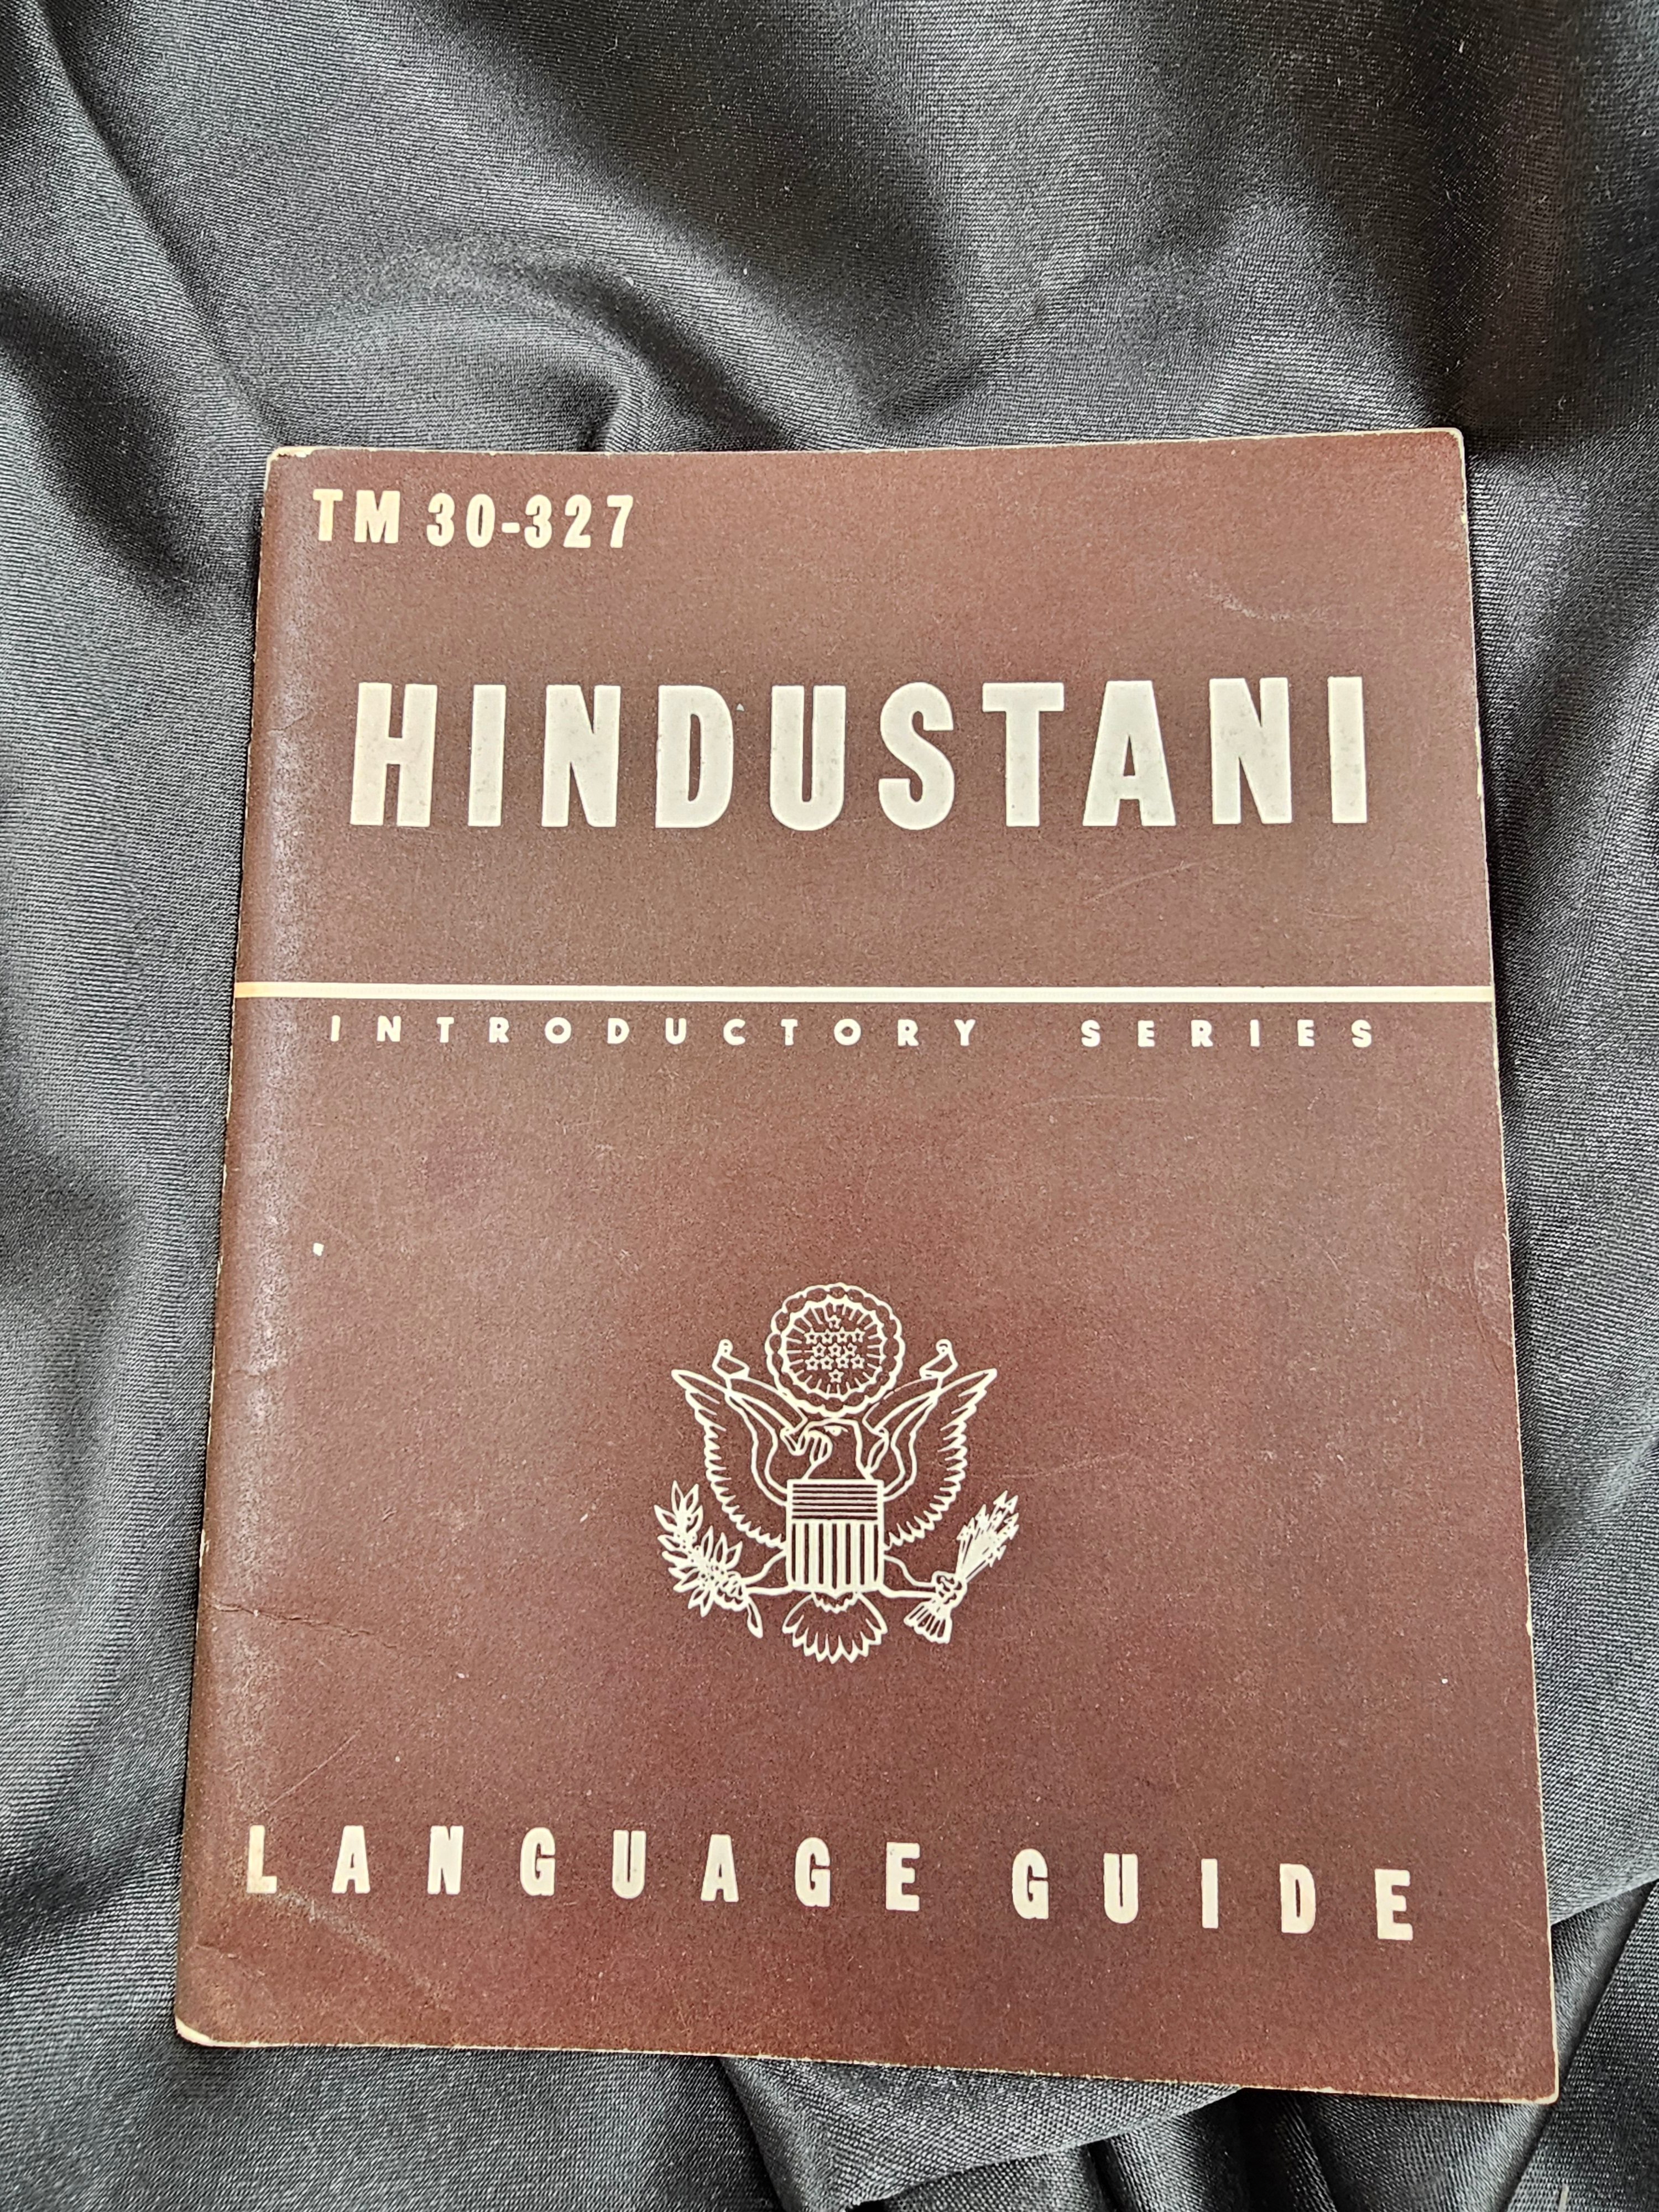 TM 30-327
HINDUSTANI
INTRODUCTORY SERIES
LANGUAGE GUIDE